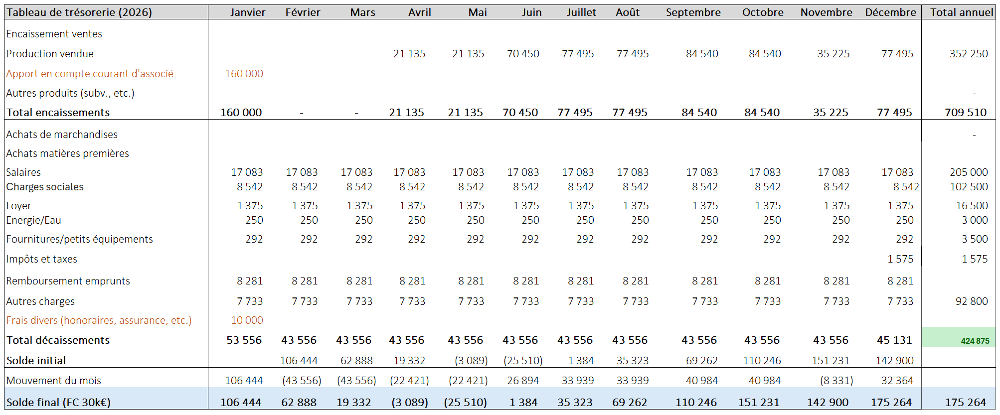 Tableau de trésorerie (2026) Janvier Février Mars Avril Mai Juin Juillet Août Septembre Octobre Novembre Décembre Total annuel
Encaissement ventes
Production vendue 21 135 21 135 70 450 77 495 77 495 84 540 84 540 35 225 77 495 352 250
Apport en compte courant d'associé 160 000
Autres produits (subv., etc.) -
Total encaissements 160 000 - - 21 135 21 135 70 450 77 495 77 495 84 540 84 540 35 225 77 495 709 510
Achats de marchandises -
Achats matières premières
Salaires 17 083 17 083 17 083 17 083 17 083 17 083 17 083 17 083 17 083 17 083 17 083 17 083 205 000
Charges sociales 8 542 8 542 8 542 8 542 8 542 8 542 8 542 8 542 8 542 8 542 8 542 8 542 102 500
Loyer 1 375 1 375 1 375 1 375 1 375 1 375 1 375 1 375 1 375 1 375 1 375 1 375 16 500
Energie/Eau 250 250 250 250 250 250 250 250 250 250 250 250 3 000
Fournitures/petits équipements 292 292 292 292 292 292 292 292 292 292 292 292 3 500
Impôts et taxes 1 575 1 575
Remboursement emprunts 8 281 8 281 8 281 8 281 8 281 8 281 8 281 8 281 8 281 8 281 8 281 8 281
Autres charges 7 733 7 733 7 733 7 733 7 733 7 733 7 733 7 733 7 733 7 733 7 733 7 733 92 800
Frais divers (honoraires, assurance, etc.) 10 000
Total décaissements 53 556 43 556 43 556 43 556 43 556 43 556 43 556 43 556 43 556 43 556 43 556 45 131 424 875
Solde initial 106 444 62 888 19 332 (3 089) (25 510) 1 384 35 323 69 262 110 246 151 231 142 900
Mouvement du mois 106 444 (43 556) (43 556) (22 421) (22 421) 26 894 33 939 33 939 40 984 40 984 (8 331) 32 364
Solde final (FC 30k€) 106 444 62 888 19 332 (3 089) (25 510) 1 384 35 323 69 262 110 246 151 231 142 900 175 264 175 264